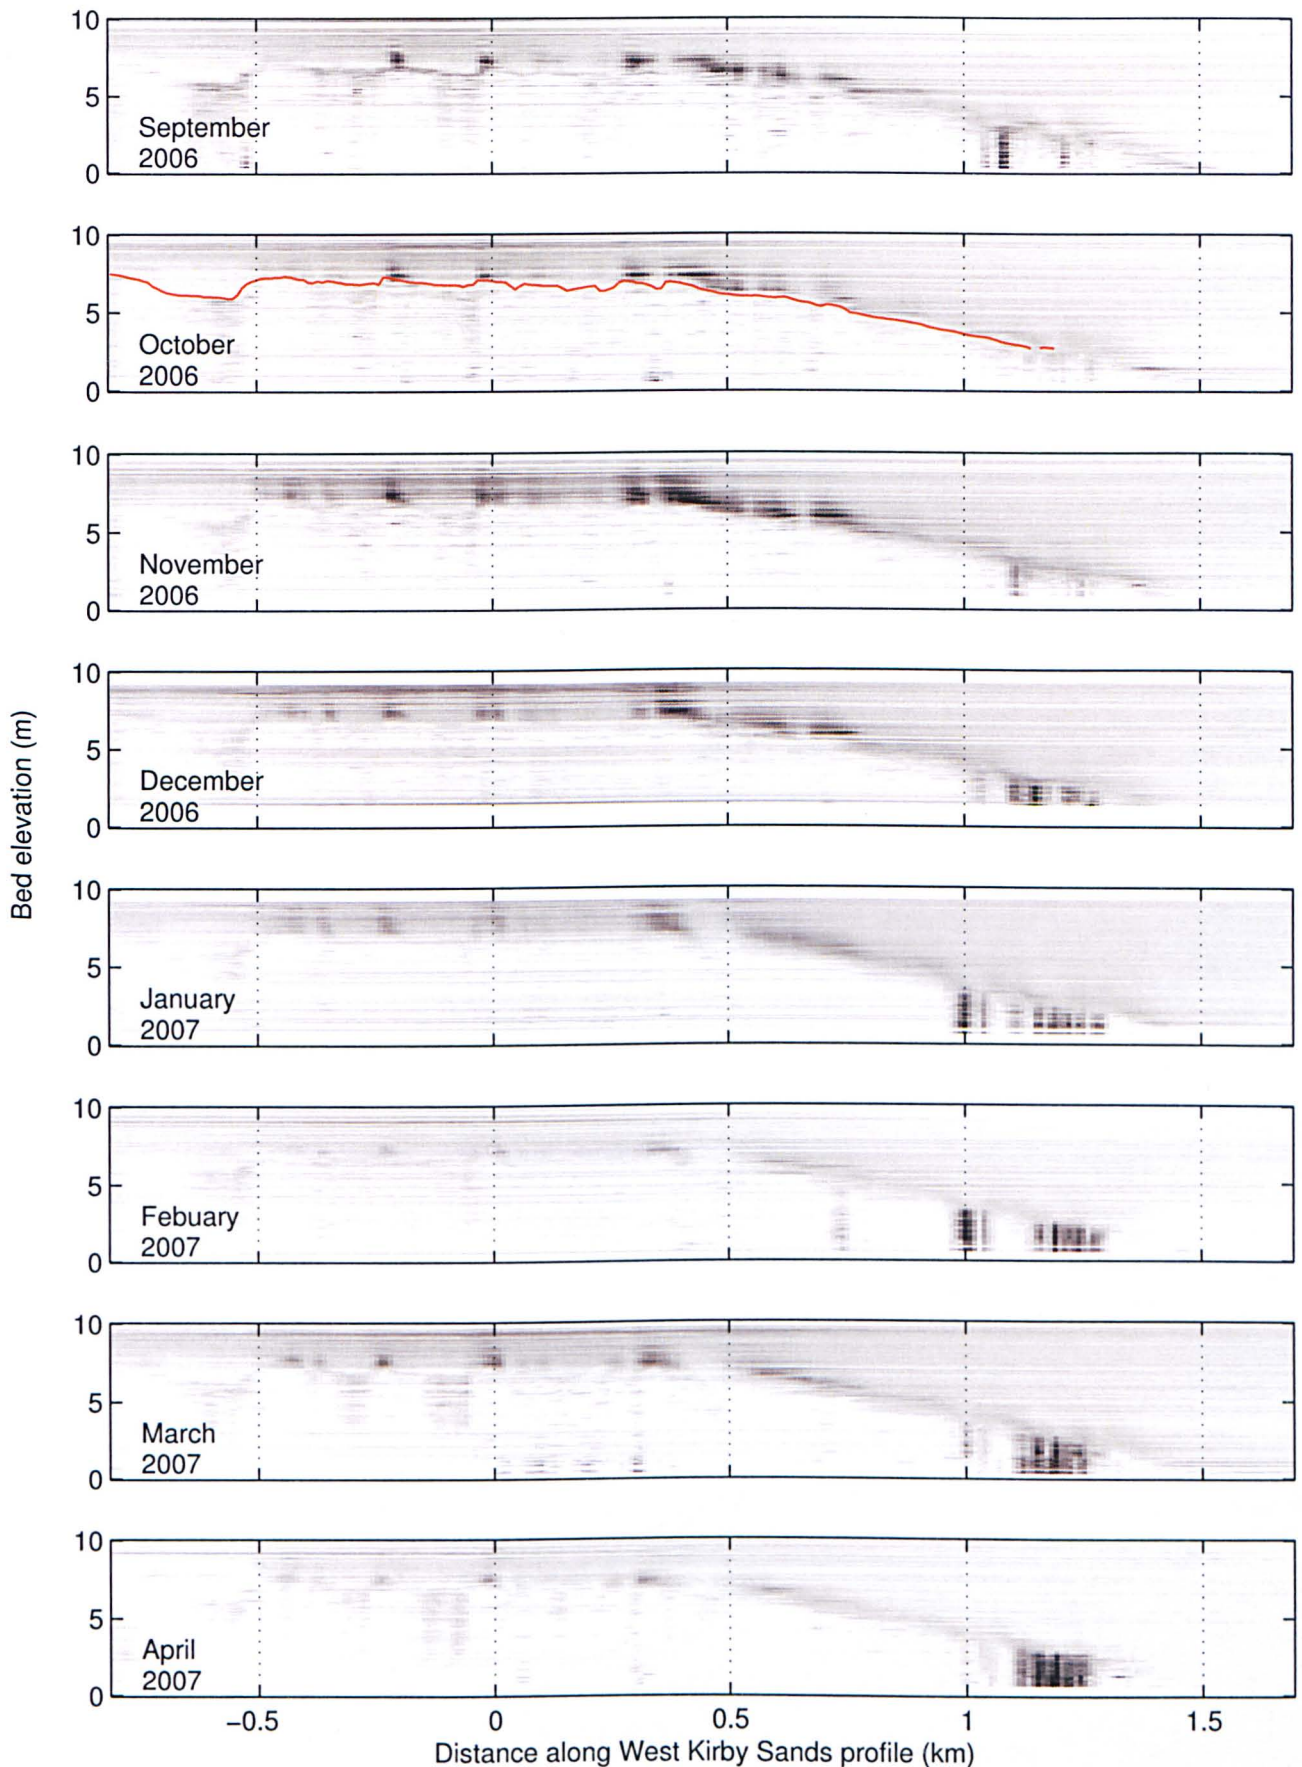 10
5
0
September
2006
10
5
0
October
2006
10
5
0
November
2006
10
5
0
December
2006
Bed elevation (m)
10
5
0
January
2007
10
5
0
Febuary
2007
10
5
0
March
2007
10
5
0
April
2007
−0.5 0 0.5 1 1.5
Distance along West Kirby Sands profile (km)